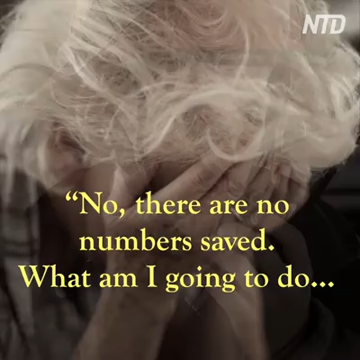 NTD
“No, there are no
numbers saved.
What am I going to do...